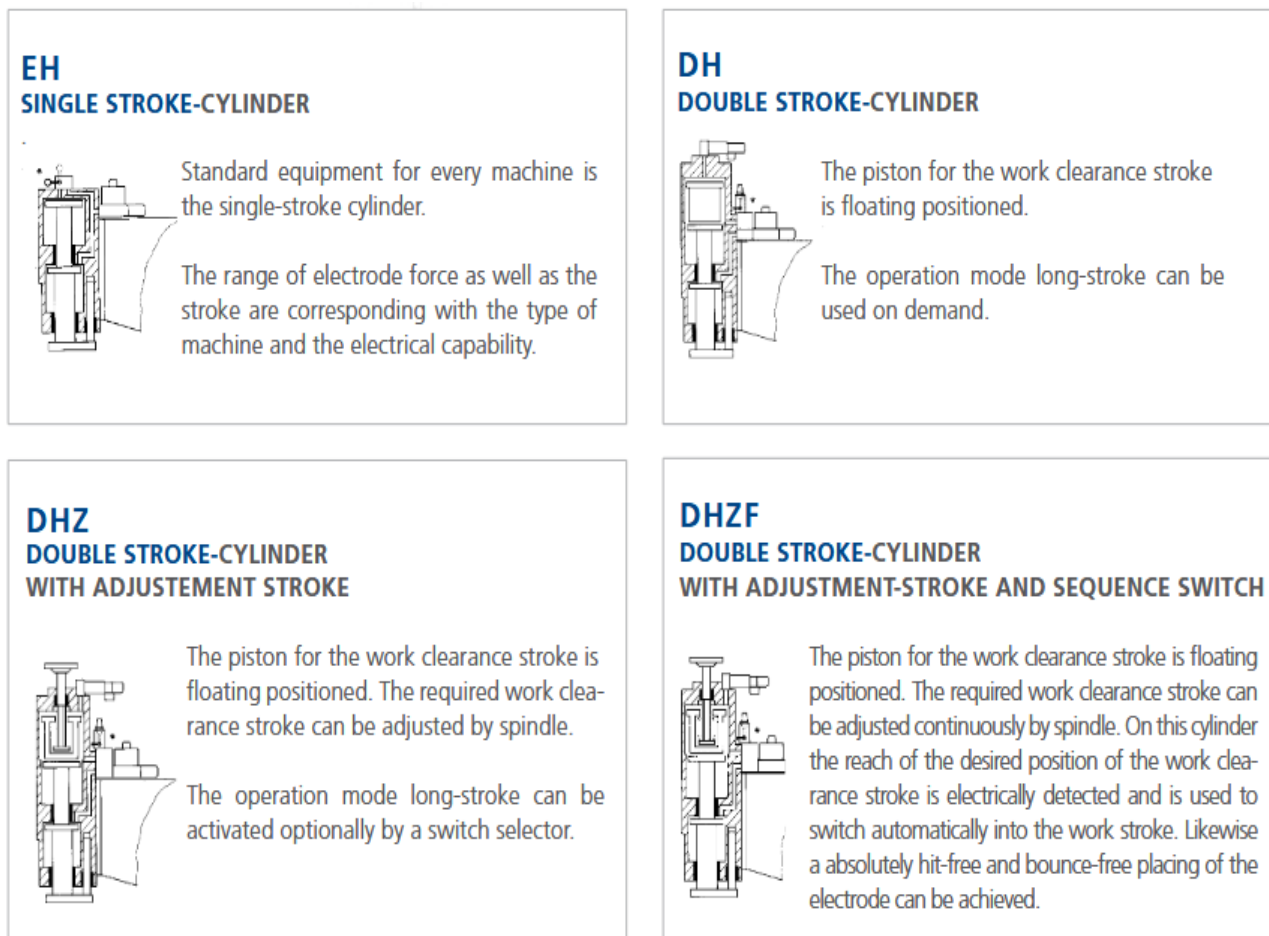 EH
SINGLE STROKE-CYLINDER
Standard equipment for every machine is
the single-stroke cylinder.
The range of electrode force as well as the
stroke are corresponding with the type of
machine and the electrical capability.
DH
DOUBLE STROKE-CYLINDER
The piston for the work clearance stroke
is floating positioned.
The operation mode long-stroke can be
used on demand.
DHZ
DOUBLE STROKE-CYLINDER
WITH ADJUSTEMENT STROKE
The piston for the work clearance stroke is
floating positioned. The required work clea-
rance stroke can be adjusted by spindle.
The operation mode long-stroke can be
activated optionally by a switch selector.
DHZF
DOUBLE STROKE-CYLINDER
WITH ADJUSTMENT-STROKE AND SEQUENCE SWITCH
The piston for the work clearance stroke is floating
positioned. The required work clearance stroke can
be adjusted continuously by spindle. On this cylinder
the reach of the desired position of the work clea-
rance stroke is electrically detected and is used to
switch automatically into the work stroke. Likewise
a absolutely hit-free and bounce-free placing of the
electrode can be achieved.